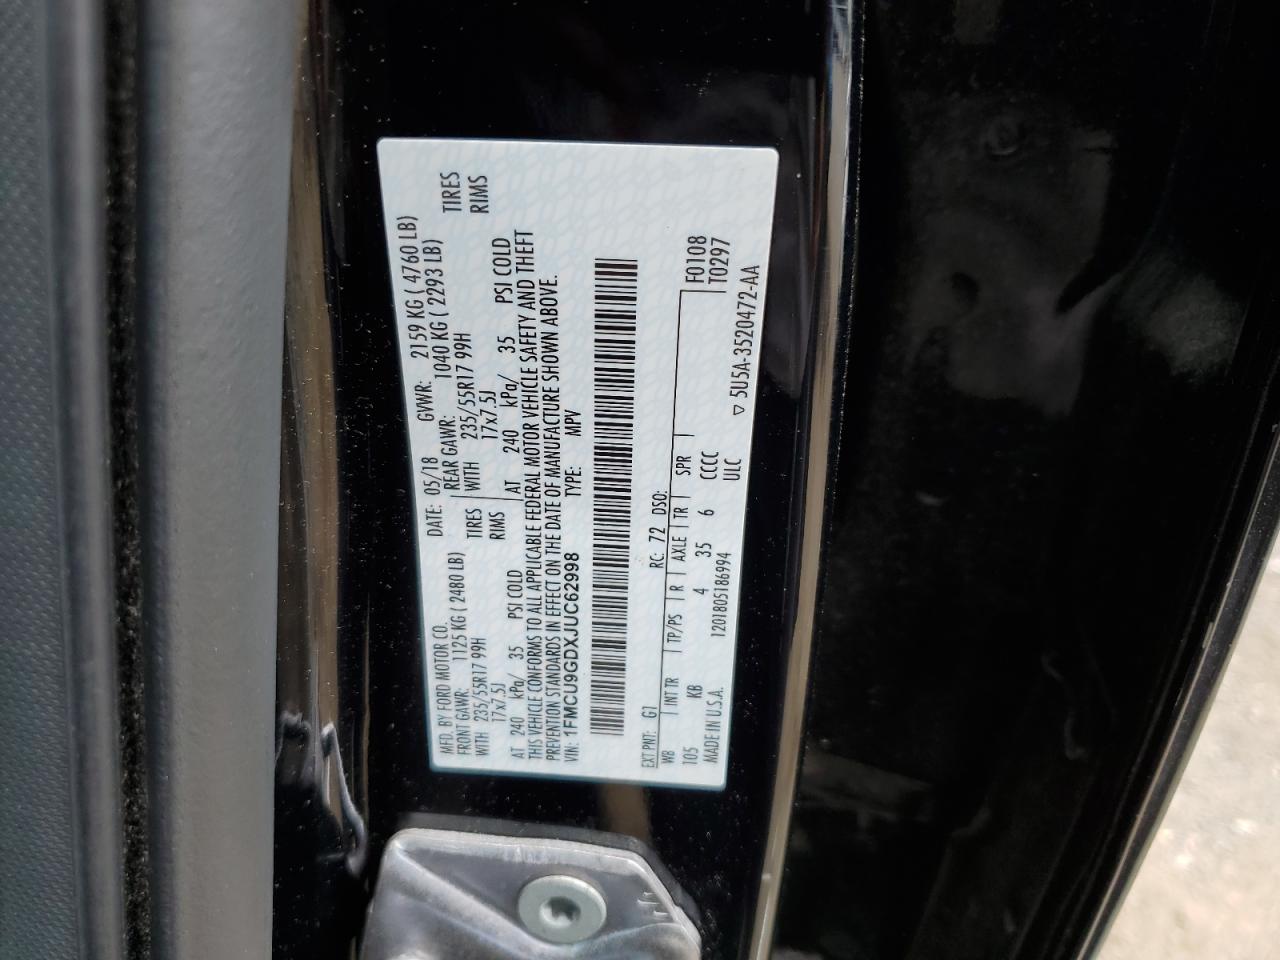 MFD. BY FORD MOTOR CO. DATE: 05/18 GVWR: 2159 KG ( 4760 LB)
FRONT GAWR: 1125 KG ( 2480 LB) REAR GAWR: 1040 KG ( 2293 LB)
WITH 235/55R17 99H TIRES WITH 235/55R17 99H TIRES
17x7.5J RIMS 17x7.5J RIMS
AT 240 kPa/ 35 PSI COLD AT 240 kPa/ 35 PSI COLD
THIS VEHICLE CONFORMS TO ALL APPLICABLE FEDERAL MOTOR VEHICLE SAFETY AND THEFT
PREVENTION STANDARDS IN EFFECT ON THE DATE OF MANUFACTURE SHOWN ABOVE.
VIN: 1FMCU9GDXJUC62998 TYPE: MPV
EXT PNT: G1 RC: 72 DSO: F0108
WB INT TR TP/PS R AXLE TR SPR T0297
105 KB 4 35 6 CCCC
MADE IN U.S.A. 1201805186994 ULC ▽ 5U5A-3520472-AA